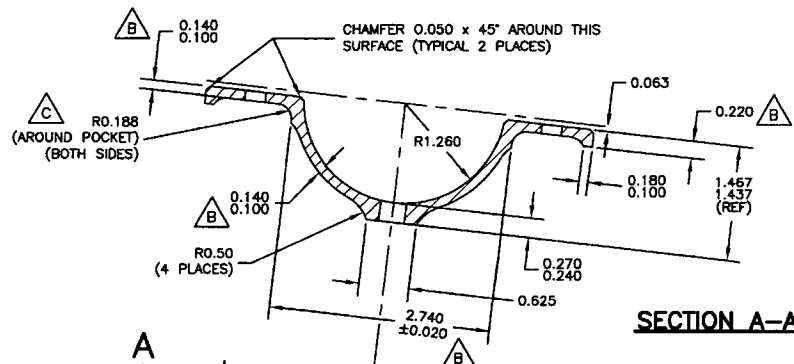 B
0.140
0.100
CHAMFER 0.050 x 45° AROUND THIS
SURFACE (TYPICAL 2 PLACES)
0.063
0.220
B
C
R0.188
(AROUND POCKET)
(BOTH SIDES)
R1.260
0.140
0.100
B
0.180
0.100
1.467
1.437
(REF)
R0.50
(4 PLACES)
0.270
0.240
0.625
2.740
±0.020
B
SECTION A-A
A